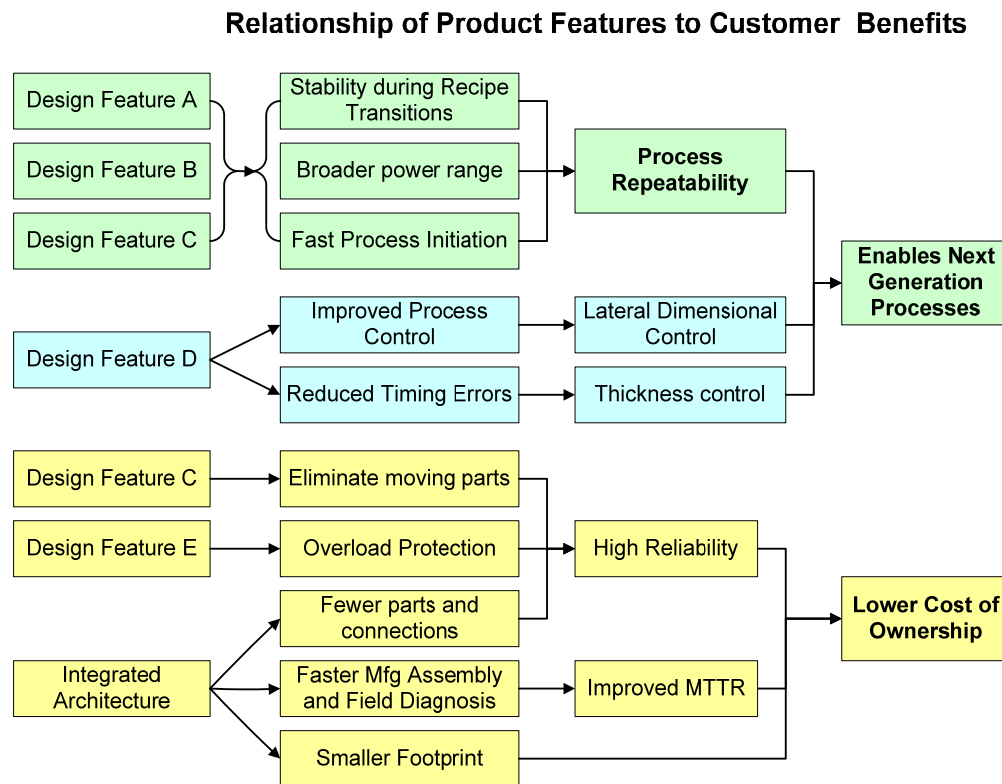 Relationship of Product Features to Customer Benefits
Design Feature A
Stability during Recipe
Transitions
Design Feature B
Broader power range
Process
Repeatability
Design Feature C
Fast Process Initiation
Enables Next
Generation
Processes
Design Feature D
Improved Process
Control
Lateral Dimensional
Control
Reduced Timing Errors
Thickness control
Design Feature C
Eliminate moving parts
Design Feature E
Overload Protection
High Reliability
Fewer parts and
connections
Lower Cost of
Ownership
Integrated
Architecture
Faster Mfg Assembly
and Field Diagnosis
Improved MTTR
Smaller Footprint